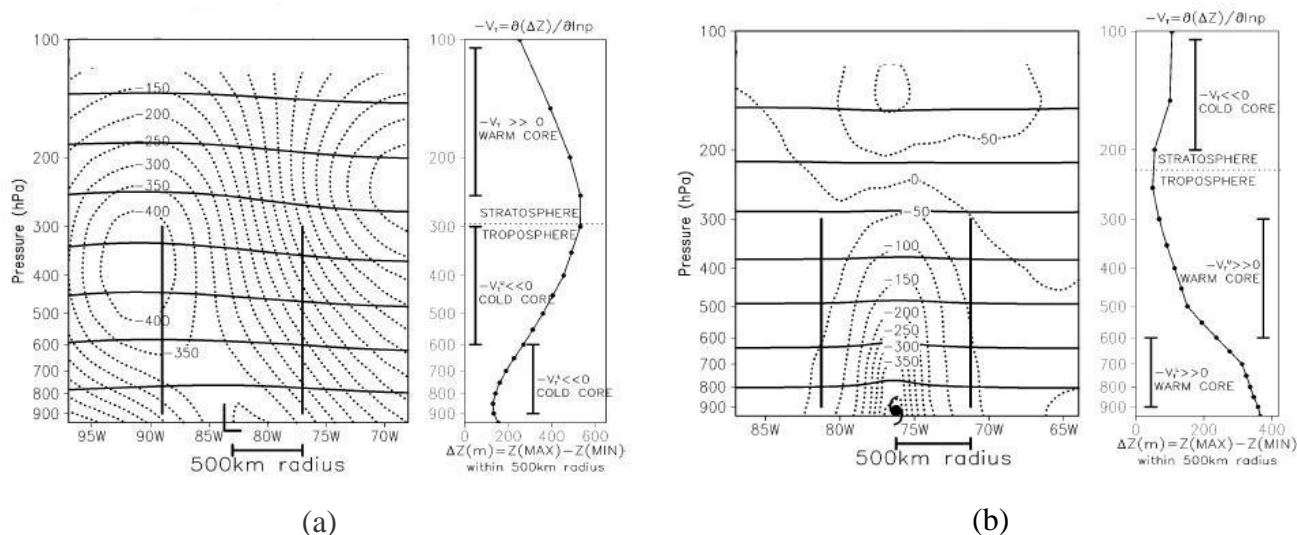 −V_T=∂(ΔZ)/∂lnp
100
200
300
400
500
600
700
800
900
Pressure (hPa)
−150
−200
−250
−300
−350
−400
−400
−350
L
95W 90W 85W 80W 75W 70W
500km radius
100
200
300
400
500
600
700
800
900
−V_T >> 0
WARM CORE
STRATOSPHERE
TROPOSPHERE
−V_T^U<<0
COLD CORE
−V_T^L<<0
COLD CORE
0 200 400 600 650
ΔZ(m)=Z(MAX)−Z(MIN)
within 500km radius
(a)
−V_T=∂(ΔZ)/∂lnp
100
200
300
400
500
600
700
800
900
Pressure (hPa)
−50
0
−50
−100
−150
−200
−250
−300
−350
85W 80W 75W 70W 65W
500km radius
100
200
300
400
500
600
700
800
900
−V_T<<0
COLD CORE
STRATOSPHERE
TROPOSPHERE
−V_T^U>>0
WARM CORE
−V_T^L>>0
WARM CORE
0 200 400
ΔZ(m)=Z(MAX)−Z(MIN)
within 500km radius
(b)